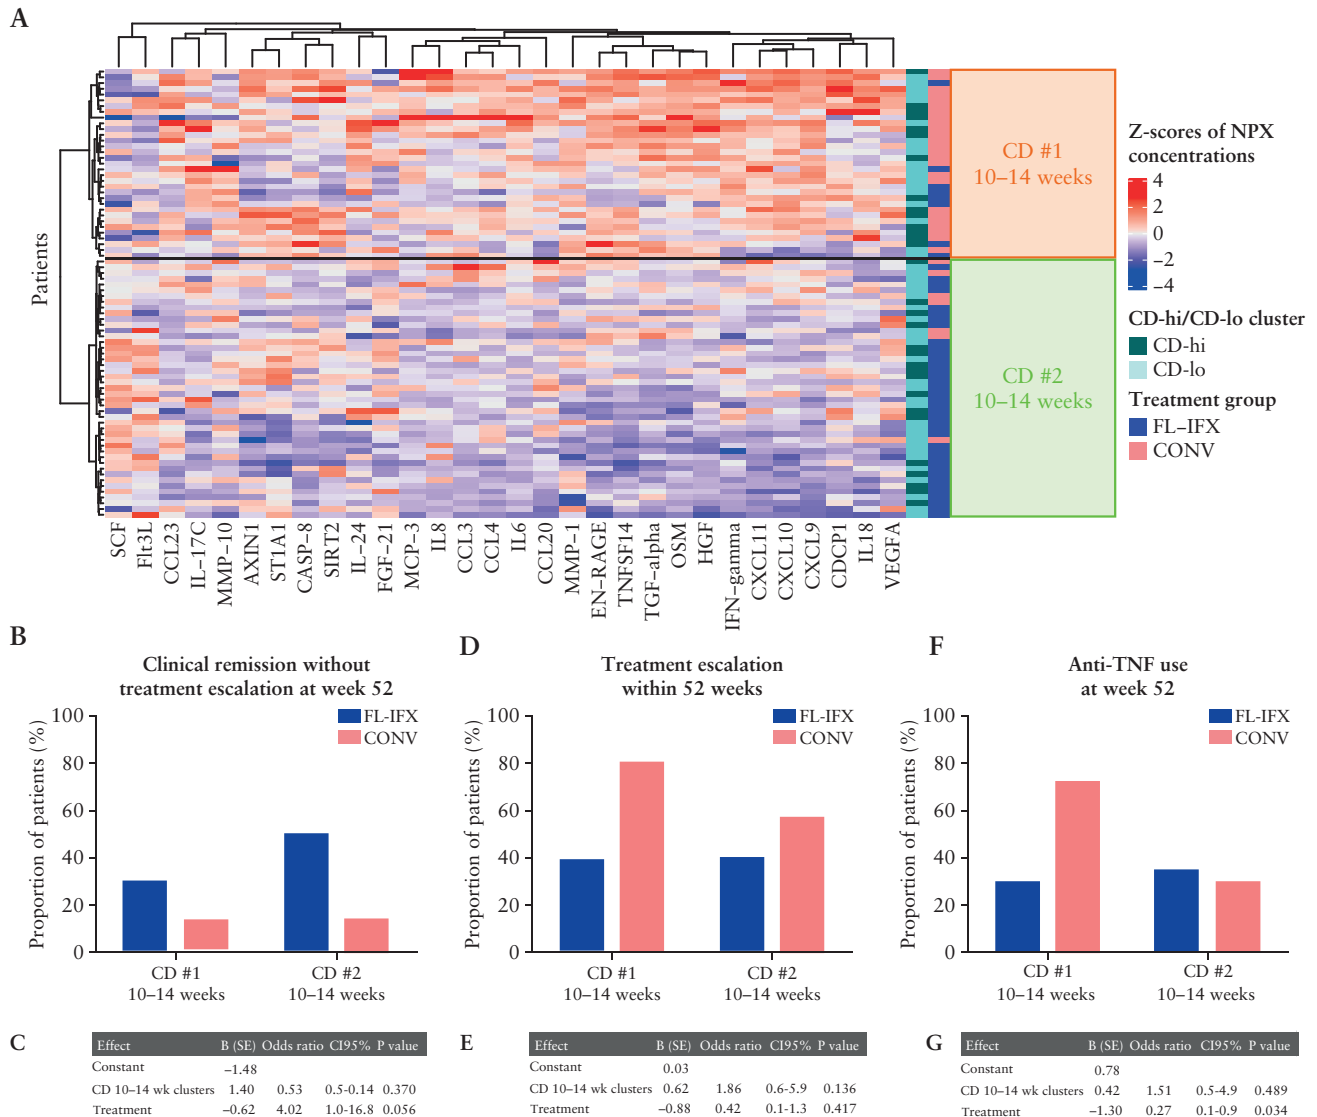 A
Patients
SCF
Flt3L
CCL23
IL-17C
MMP-10
AXIN1
ST1A1
CASP-8
SIRT2
IL-24
FGF-21
MCP-3
IL8
CCL3
CCL4
IL6
CCL20
MMP-1
EN-RAGE
TNFSF14
TGF-alpha
OSM
HGF
IFN-gamma
CXCL11
CXCL10
CXCL9
CDCP1
IL18
VEGFA
CD #1
10–14 weeks
CD #2
10–14 weeks
Z-scores of NPX
concentrations
4
2
0
−2
−4
CD-hi/CD-lo cluster
CD-hi
CD-lo
Treatment group
FL–IFX
CONV
B
Clinical remission without
treatment escalation at week 52
Proportion of patients (%)
100
80
60
40
20
0
FL-IFX
CONV
CD #1
10–14 weeks
CD #2
10–14 weeks
D
Treatment escalation
within 52 weeks
Proportion of patients (%)
100
80
60
40
20
0
FL-IFX
CONV
CD #1
10–14 weeks
CD #2
10–14 weeks
F
Anti-TNF use
at week 52
Proportion of patients (%)
100
80
60
40
20
0
FL-IFX
CONV
CD #1
10–14 weeks
CD #2
10–14 weeks
C
Effect B (SE) Odds ratio CI95% P value
Constant −1.48
CD 10–14 wk clusters 1.40 0.53 0.5-0.14 0.370
Treatment −0.62 4.02 1.0-16.8 0.056
E
Effect B (SE) Odds ratio CI95% P value
Constant 0.03
CD 10–14 wk clusters 0.62 1.86 0.6-5.9 0.136
Treatment −0.88 0.42 0.1-1.3 0.417
G
Effect B (SE) Odds ratio CI95% P value
Constant 0.78
CD 10–14 wk clusters 0.42 1.51 0.5-4.9 0.489
Treatment −1.30 0.27 0.1-0.9 0.034